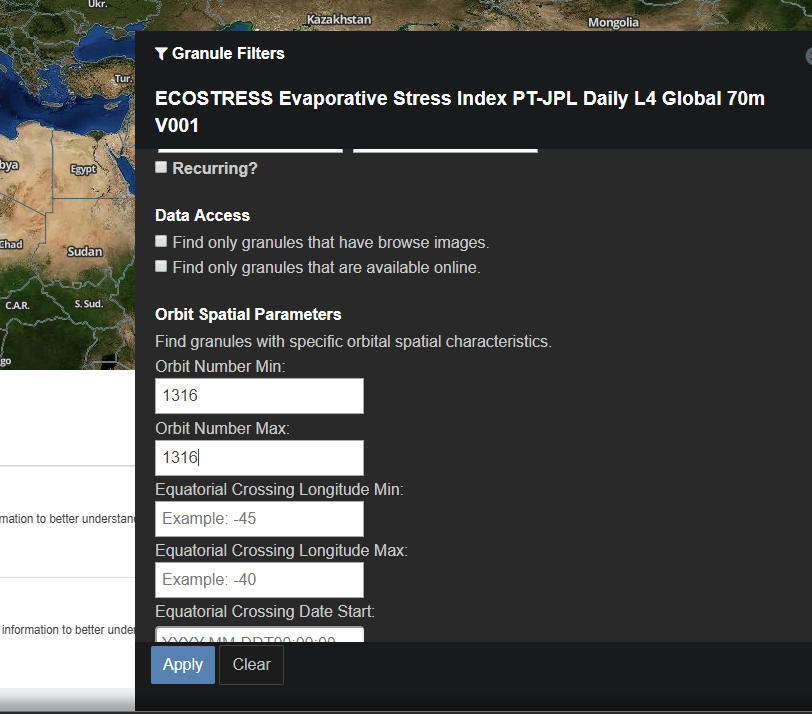 Ukr.
Kazakhstan
Mongolia
Tur.
Egypt
Chad
Sudan
C.A.R.
S. Sud.
Granule Filters
ECOSTRESS Evaporative Stress Index PT-JPL Daily L4 Global 70m
V001
Recurring?
Data Access
Find only granules that have browse images.
Find only granules that are available online.
Orbit Spatial Parameters
Find granules with specific orbital spatial characteristics.
Orbit Number Min:
1316
Orbit Number Max:
1316
Equatorial Crossing Longitude Min:
Example: -45
Equatorial Crossing Longitude Max:
Example: -40
Equatorial Crossing Date Start:
YYYY-MM-DDT00:00:00
Apply
Clear
mation to better understan
information to better under